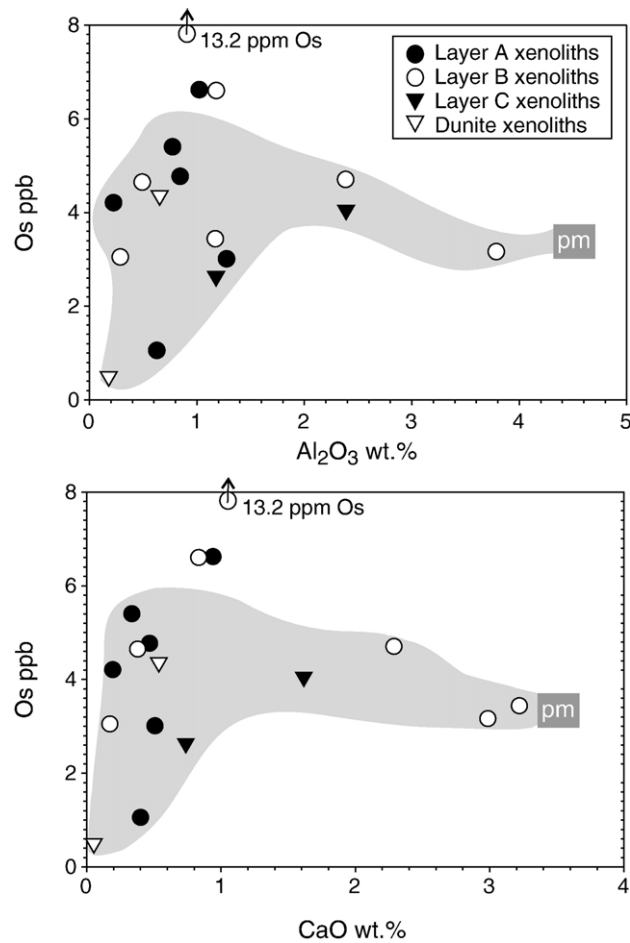 8
13.2 ppm Os
Layer A xenoliths
Layer B xenoliths
Layer C xenoliths
Dunite xenoliths
6
Os ppb
4
pm
2
0
0 1 2 3 4 5
Al₂O₃ wt.%
8
13.2 ppm Os
6
Os ppb
4
pm
2
0
0 1 2 3 4
CaO wt.%